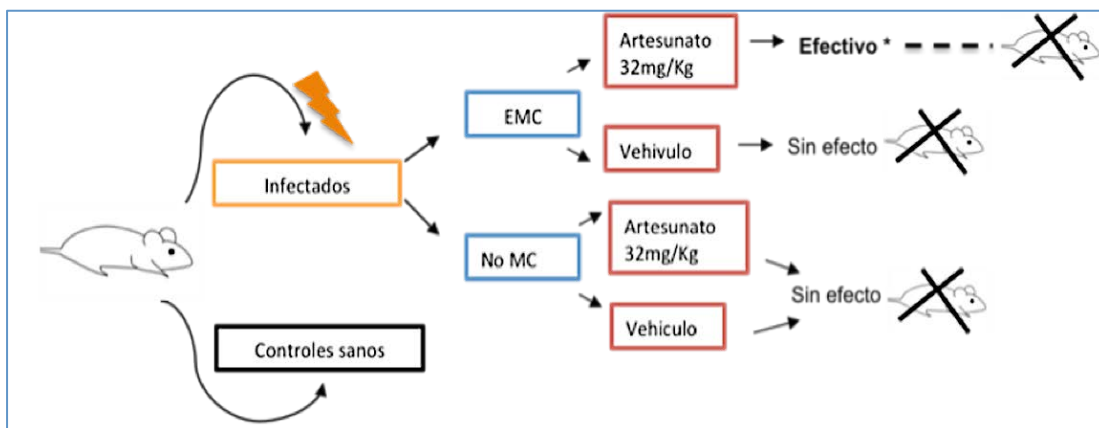 Artesunato
32mg/Kg
Efectivo *
EMC
Vehivulo
Sin efecto
Infectados
Artesunato
32mg/Kg
No MC
Sin efecto
Vehiculo
Controles sanos